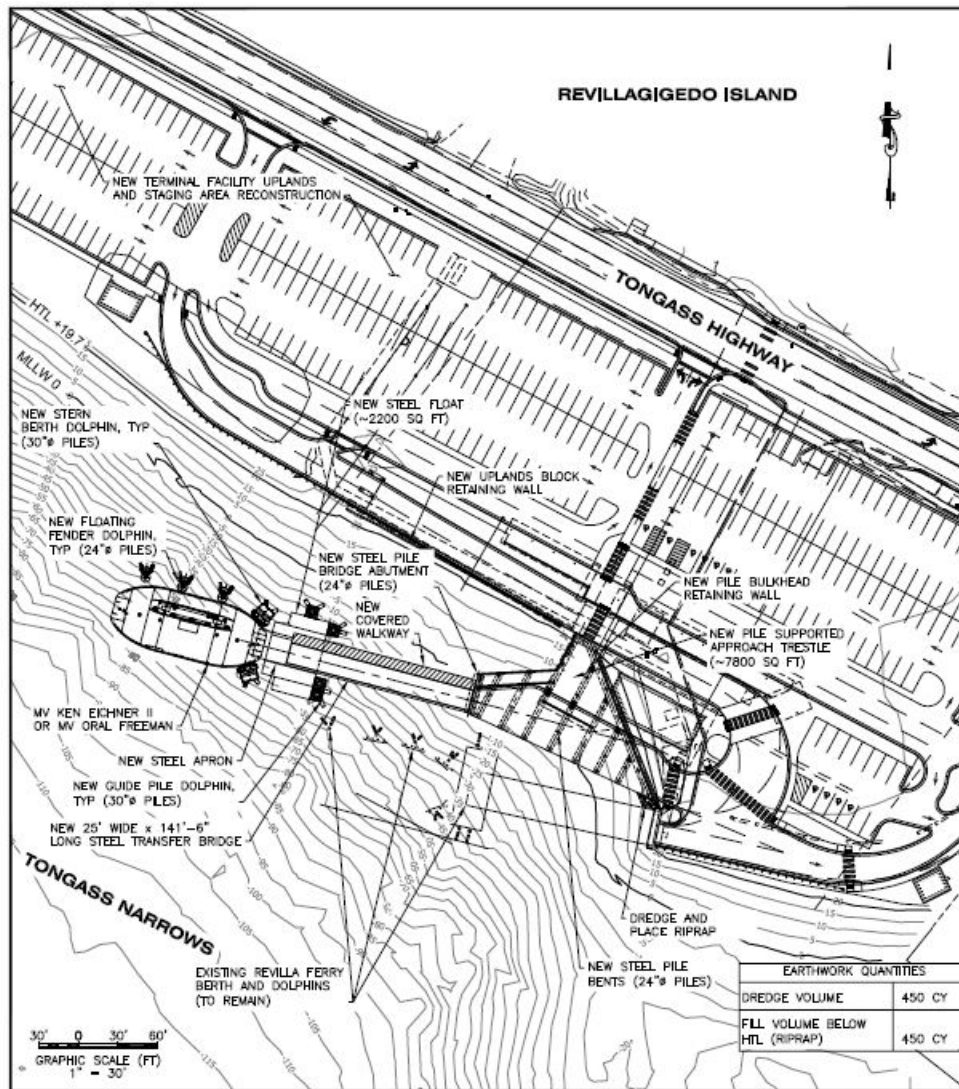 REVILLAGIGEDO ISLAND
NEW TERMINAL FACILITY UPLANDS
AND STAGING AREA RECONSTRUCTION
TONGASS HIGHWAY
HTL +19.7
MLLW 0
NEW STERN
BERTH DOLPHIN, TYP
(30"ø PILES)
NEW STEEL FLOAT
(~2200 SQ FT)
NEW UPLANDS BLOCK
RETAINING WALL
NEW FLOATING
FENDER DOLPHIN,
TYP (24"ø PILES)
NEW STEEL PILE
BRIDGE ABUTMENT
(24"ø PILES)
NEW
COVERED
WALKWAY
NEW PILE BULKHEAD
RETAINING WALL
NEW PILE SUPPORTED
APPROACH TRESTLE
(~7800 SQ FT)
MV KEN EICHNER II
OR MV ORAL FREEMAN
NEW STEEL APRON
NEW GUIDE PILE DOLPHIN,
TYP (30"ø PILES)
NEW 25' WIDE x 141'-6"
LONG STEEL TRANSFER BRIDGE
TONGASS NARROWS
DREDGE AND
PLACE RIPRAP
EXISTING REVILLA FERRY
BERTH AND DOLPHINS
(TO REMAIN)
NEW STEEL PILE
BENTS (24"ø PILES)
EARTHWORK QUANTITIES
DREDGE VOLUME 450 CY
FILL VOLUME BELOW
HTL (RIPRAP) 450 CY
30' 0 30' 60'
GRAPHIC SCALE (FT)
1" = 30'